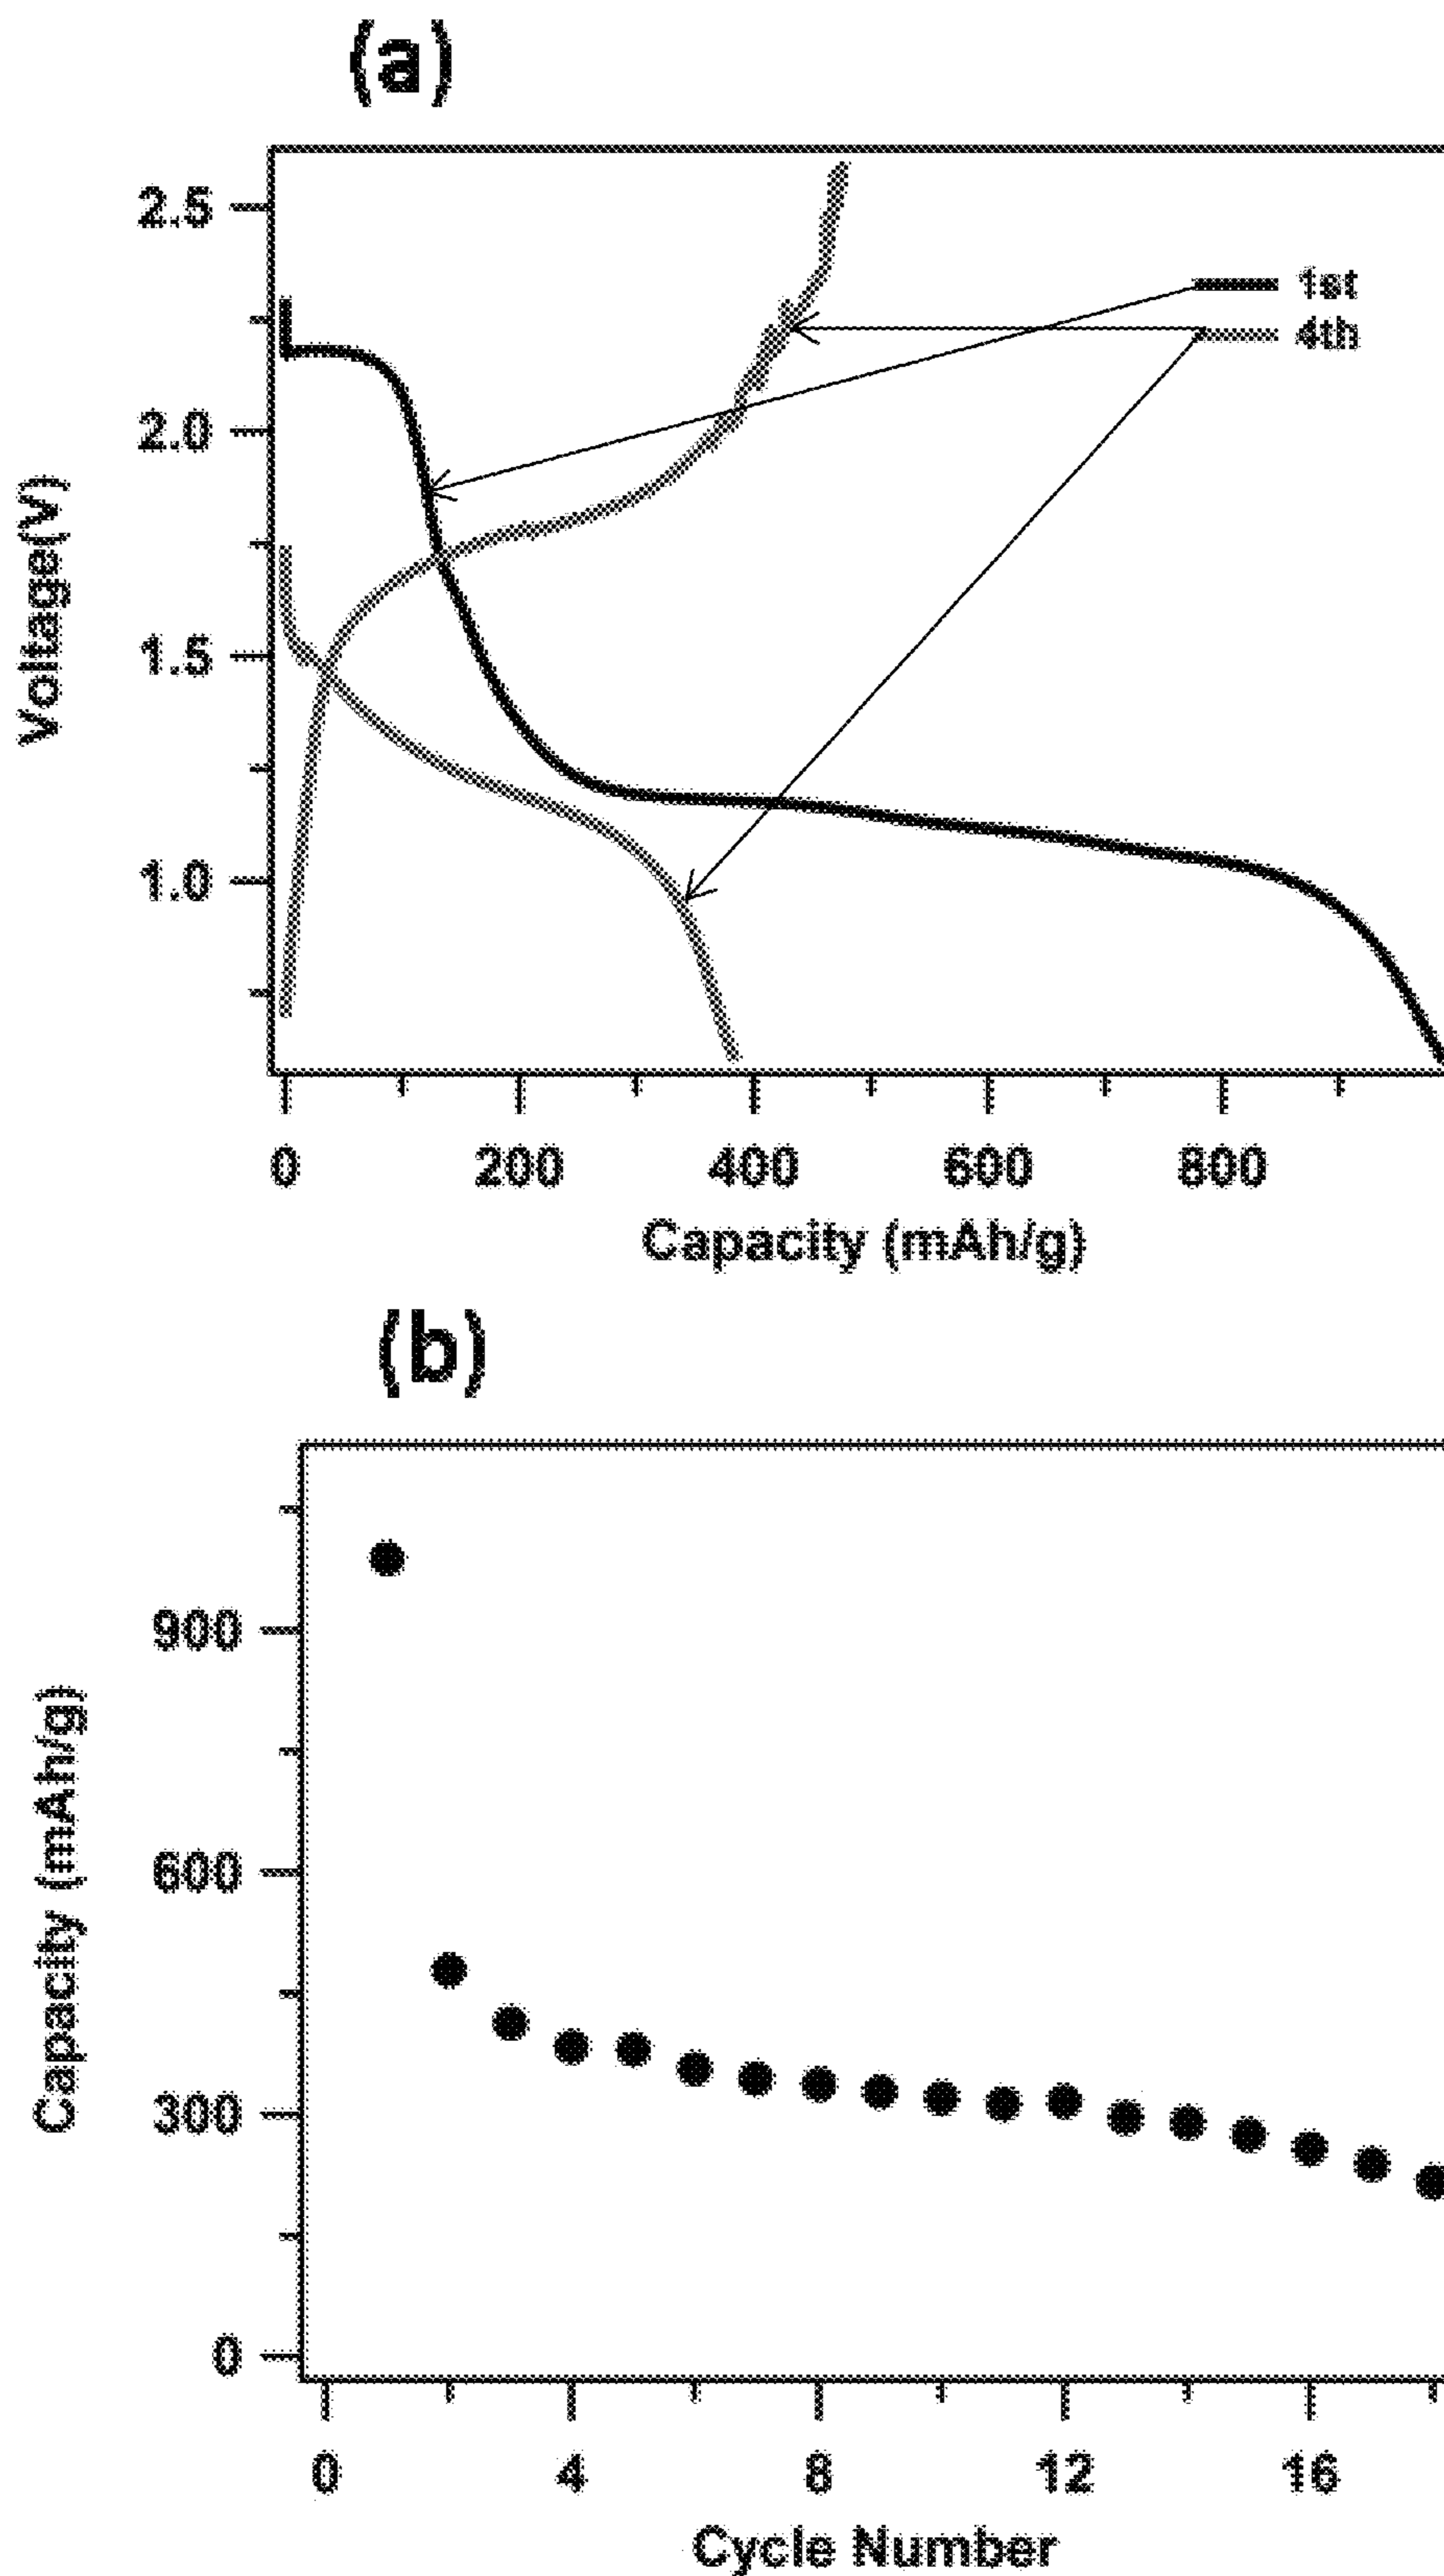 (a)
2.5
2.0
1.5
1.0
Voltage(V)
1st
4th
0 200 400 600 800
Capacity (mAh/g)
(b)
900
600
300
0
Capacity (mAh/g)
0 4 8 12 16
Cycle Number